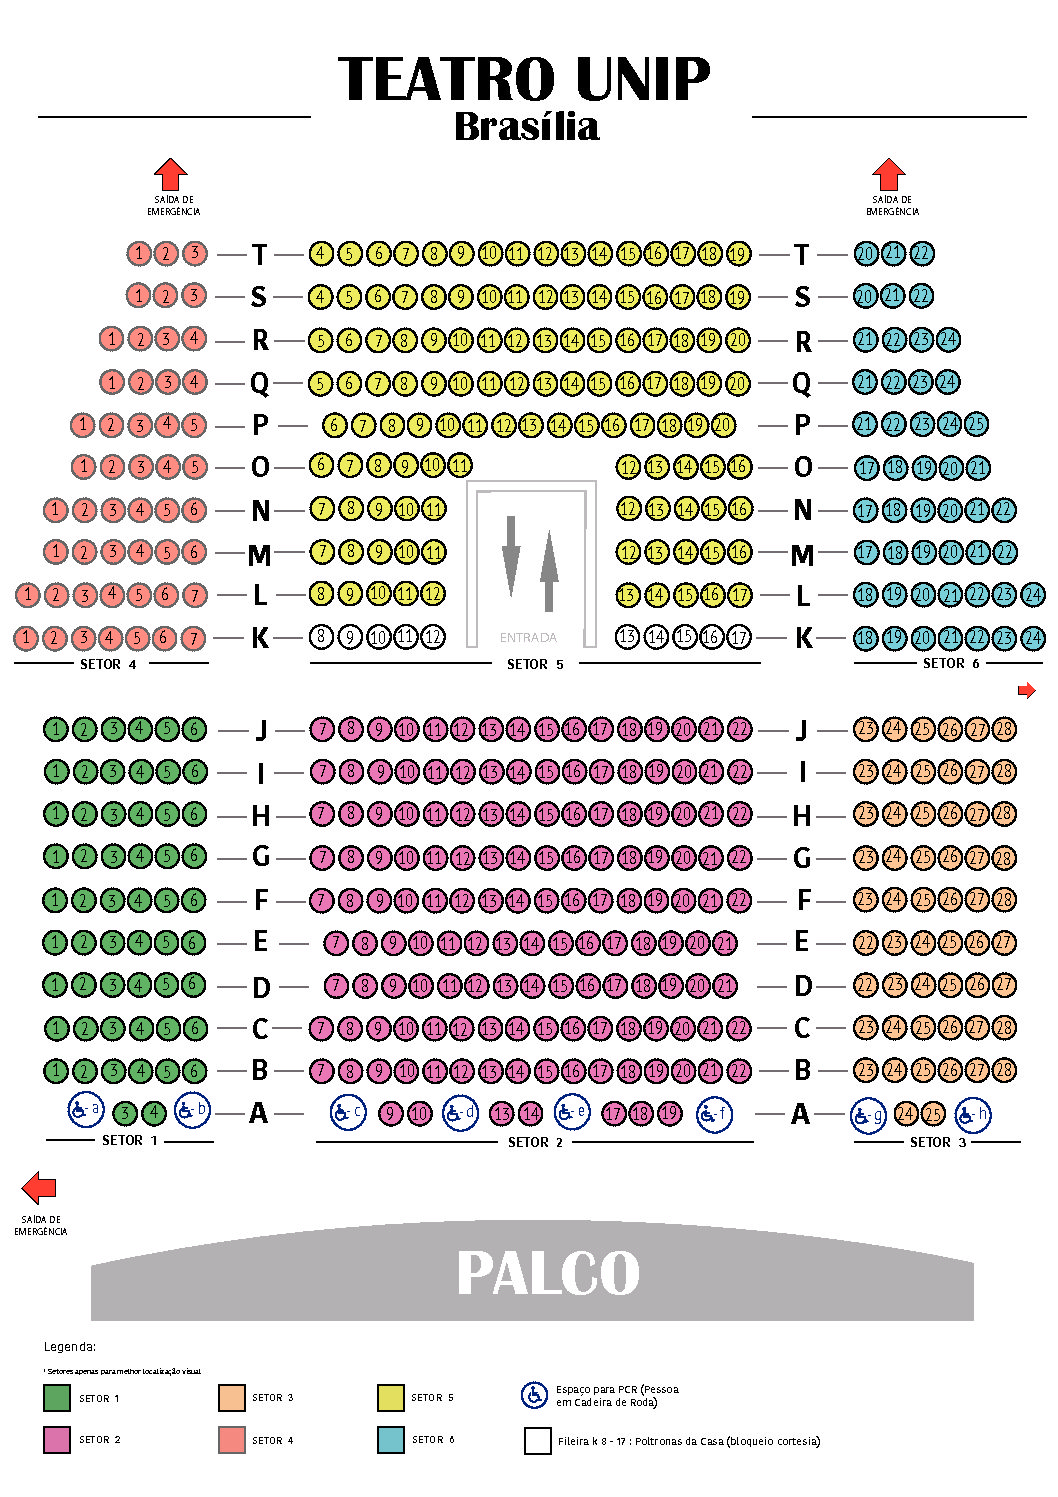 TEATRO UNIP
Brasília
SAÍDA DE
EMERGÊNCIA
SAÍDA DE
EMERGÊNCIA
1 2 3 T 4 5 6 7 8 9 10 11 12 13 14 15 16 17 18 19 T 20 21 22
1 2 3 S 4 5 6 7 8 9 10 11 12 13 14 15 16 17 18 19 S 20 21 22
1 2 3 4 R 5 6 7 8 9 10 11 12 13 14 15 16 17 18 19 20 R 21 22 23 24
1 2 3 4 Q 5 6 7 8 9 10 11 12 13 14 15 16 17 18 19 20 Q 21 22 23 24
1 2 3 4 5 P 6 7 8 9 10 11 12 13 14 15 16 17 18 19 20 P 21 22 23 24 25
1 2 3 4 5 O 6 7 8 9 10 11 12 13 14 15 16 O 17 18 19 20 21
1 2 3 4 5 6 N 7 8 9 10 11 12 13 14 15 16 N 17 18 19 20 21 22
1 2 3 4 5 6 M 7 8 9 10 11 12 13 14 15 16 M 17 18 19 20 21 22
1 2 3 4 5 6 7 L 8 9 10 11 12 13 14 15 16 17 L 18 19 20 21 22 23 24
1 2 3 4 5 6 7 K 8 9 10 11 12 ENTRADA 13 14 15 16 17 K 18 19 20 21 22 23 24
SETOR 4 SETOR 5 SETOR 6
1 2 3 4 5 6 J 7 8 9 10 11 12 13 14 15 16 17 18 19 20 21 22 J 23 24 25 26 27 28
1 2 3 4 5 6 I 7 8 9 10 11 12 13 14 15 16 17 18 19 20 21 22 I 23 24 25 26 27 28
1 2 3 4 5 6 H 7 8 9 10 11 12 13 14 15 16 17 18 19 20 21 22 H 23 24 25 26 27 28
1 2 3 4 5 6 G 7 8 9 10 11 12 13 14 15 16 17 18 19 20 21 22 G 23 24 25 26 27 28
1 2 3 4 5 6 F 7 8 9 10 11 12 13 14 15 16 17 18 19 20 21 22 F 23 24 25 26 27 28
1 2 3 4 5 6 E 7 8 9 10 11 12 13 14 15 16 17 18 19 20 21 E 22 23 24 25 26 27
1 2 3 4 5 6 D 7 8 9 10 11 12 13 14 15 16 17 18 19 20 21 D 22 23 24 25 26 27
1 2 3 4 5 6 C 7 8 9 10 11 12 13 14 15 16 17 18 19 20 21 22 C 23 24 25 26 27 28
1 2 3 4 5 6 B 7 8 9 10 11 12 13 14 15 16 17 18 19 20 21 22 B 23 24 25 26 27 28
-a 3 4 -b A -c 9 10 -d 13 14 -e 17 18 19 -f A -g 24 25 -h
SETOR 1 SETOR 2 SETOR 3
SAÍDA DE
EMERGÊNCIA
PALCO
Legenda:
* Setores apenas para melhor localização visual
SETOR 1 SETOR 3 SETOR 5 Espaço para PCR (Pessoa
em Cadeira de Roda)
SETOR 2 SETOR 4 SETOR 6 Fileira k 8 - 17 : Poltronas da Casa (bloqueio cortesia)